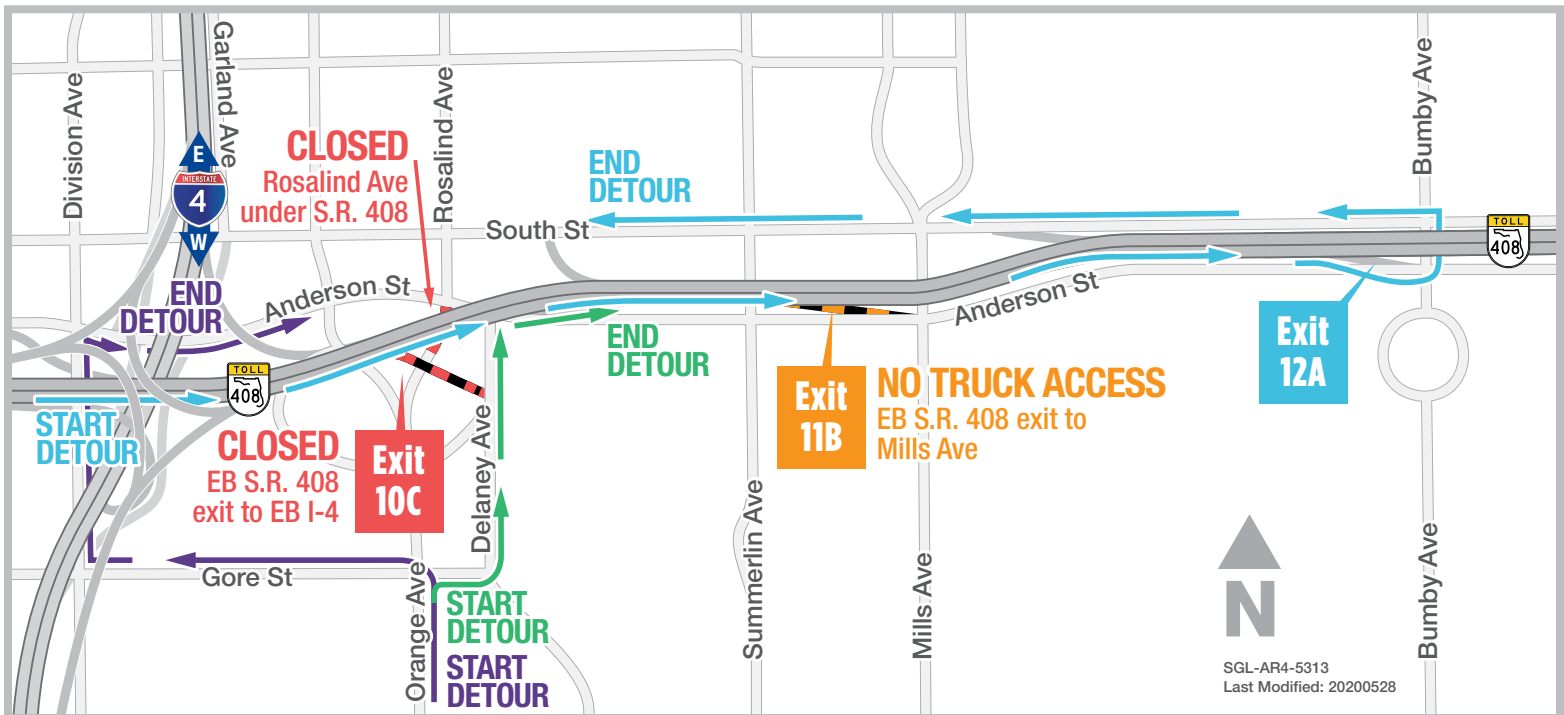 Division Ave
Garland Ave
Rosalind Ave
Bumby Ave
E
INTERSTATE
4
W
CLOSED
Rosalind Ave
under S.R. 408
END
DETOUR
South St
TOLL
408
END
DETOUR
Anderson St
Anderson St
END
DETOUR
Exit
12A
TOLL
408
START
DETOUR
CLOSED
EB S.R. 408
exit to EB I-4
Exit
10C
Delaney Ave
Exit
11B
NO TRUCK ACCESS
EB S.R. 408 exit to
Mills Ave
Gore St
Orange Ave
START
DETOUR
START
DETOUR
Summerlin Ave
Mills Ave
N
Bumby Ave
SGL-AR4-5313
Last Modified: 20200528